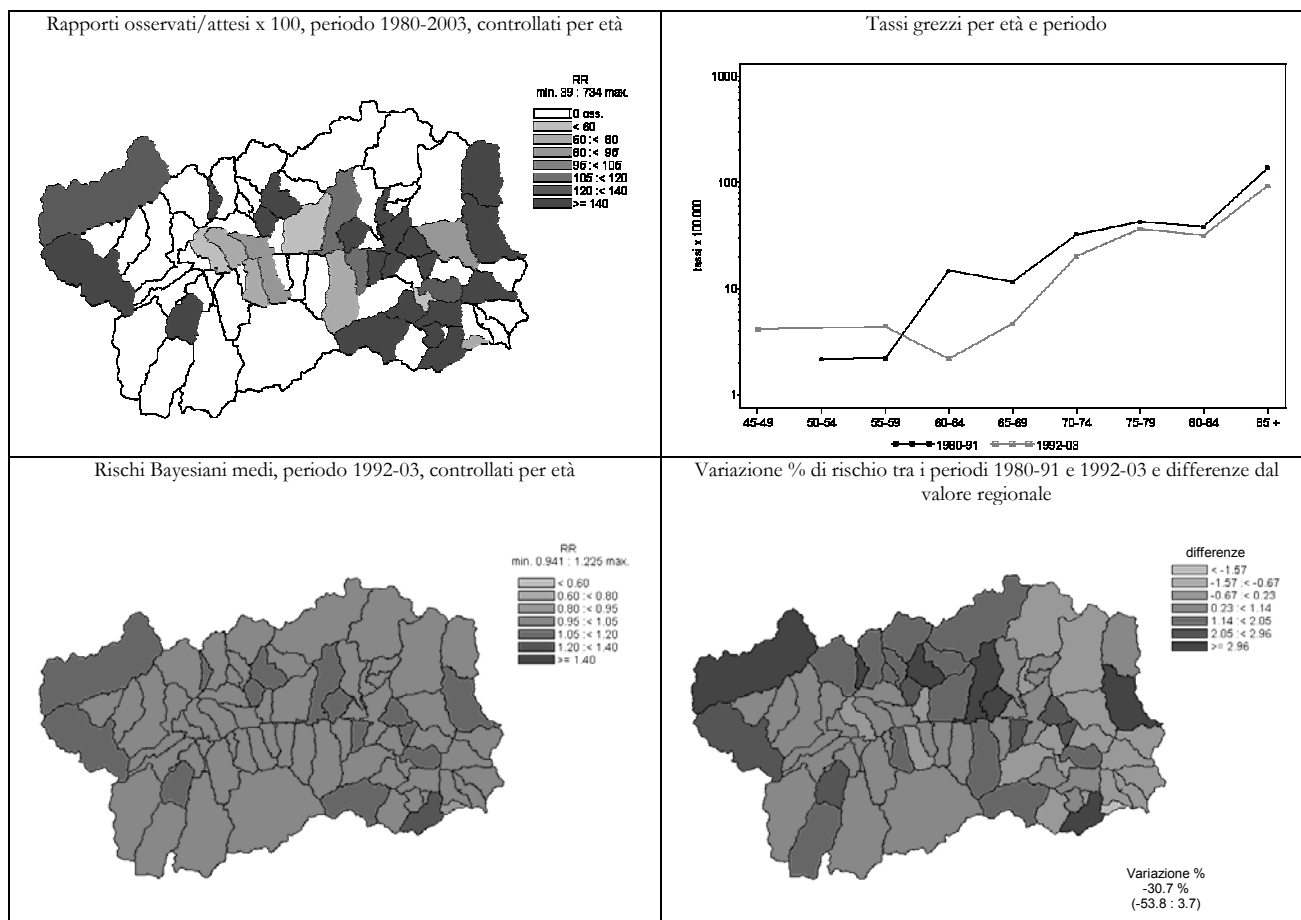 Rapporti osservati/attesi x 100, periodo 1980-2003, controllati per età
RR
min. 39 : 734 max.
0 oss.
< 60
60 :< 80
80 :< 95
95 :< 105
105 :< 120
120 :< 140
>= 140
Tassi grezzi per età e periodo
1000
100
10
1
tassi x 100.000
45-49
50-54
55-59
60-64
65-69
70-74
75-79
80-84
85 +
1980-91
1992-03
Rischi Bayesiani medi, periodo 1992-03, controllati per età
RR
min. 0.941 : 1.225 max.
< 0.60
0.60 :< 0.80
0.80 :< 0.95
0.95 :< 1.05
1.05 :< 1.20
1.20 :< 1.40
>= 1.40
Variazione % di rischio tra i periodi 1980-91 e 1992-03 e differenze dal
valore regionale
differenze
< -1.57
-1.57 :< -0.67
-0.67 :< 0.23
0.23 :< 1.14
1.14 :< 2.05
2.05 :< 2.96
>= 2.96
Variazione %
-30.7 %
(-53.8 : 3.7)